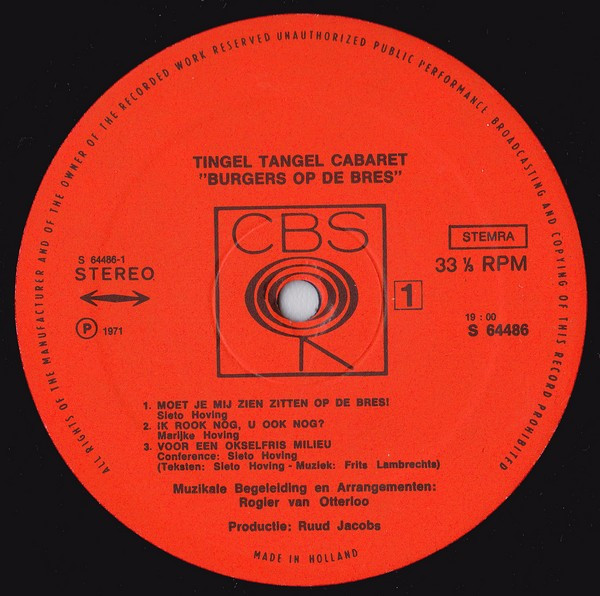 ALL RIGHTS OF THE MANUFACTURER AND OF THE OWNER OF THE RECORDED WORK RESERVED UNAUTHORIZED PUBLIC PERFORMANCE BROADCASTING AND COPYING OF THIS RECORD PROHIBITED
TINGEL TANGEL CABARET
"BURGERS OP DE BRES"
CBS
STEMRA
S 64486-1
STEREO
33 ⅓ RPM
1
Ⓟ 1971
19 : 00
S 64486
1. MOET JE MIJ ZIEN ZITTEN OP DE BRES!
Sieto Hoving
2. IK ROOK NOG, U OOK NOG?
Marijke Hoving
3. VOOR EEN OKSELFRIS MILIEU
Conference: Sieto Hoving
(Teksten: Sieto Hoving - Muziek: Frits Lambrechts)
Muzikale Begeleiding en Arrangementen:
Rogier van Otterloo
Productie: Ruud Jacobs
MADE IN HOLLAND